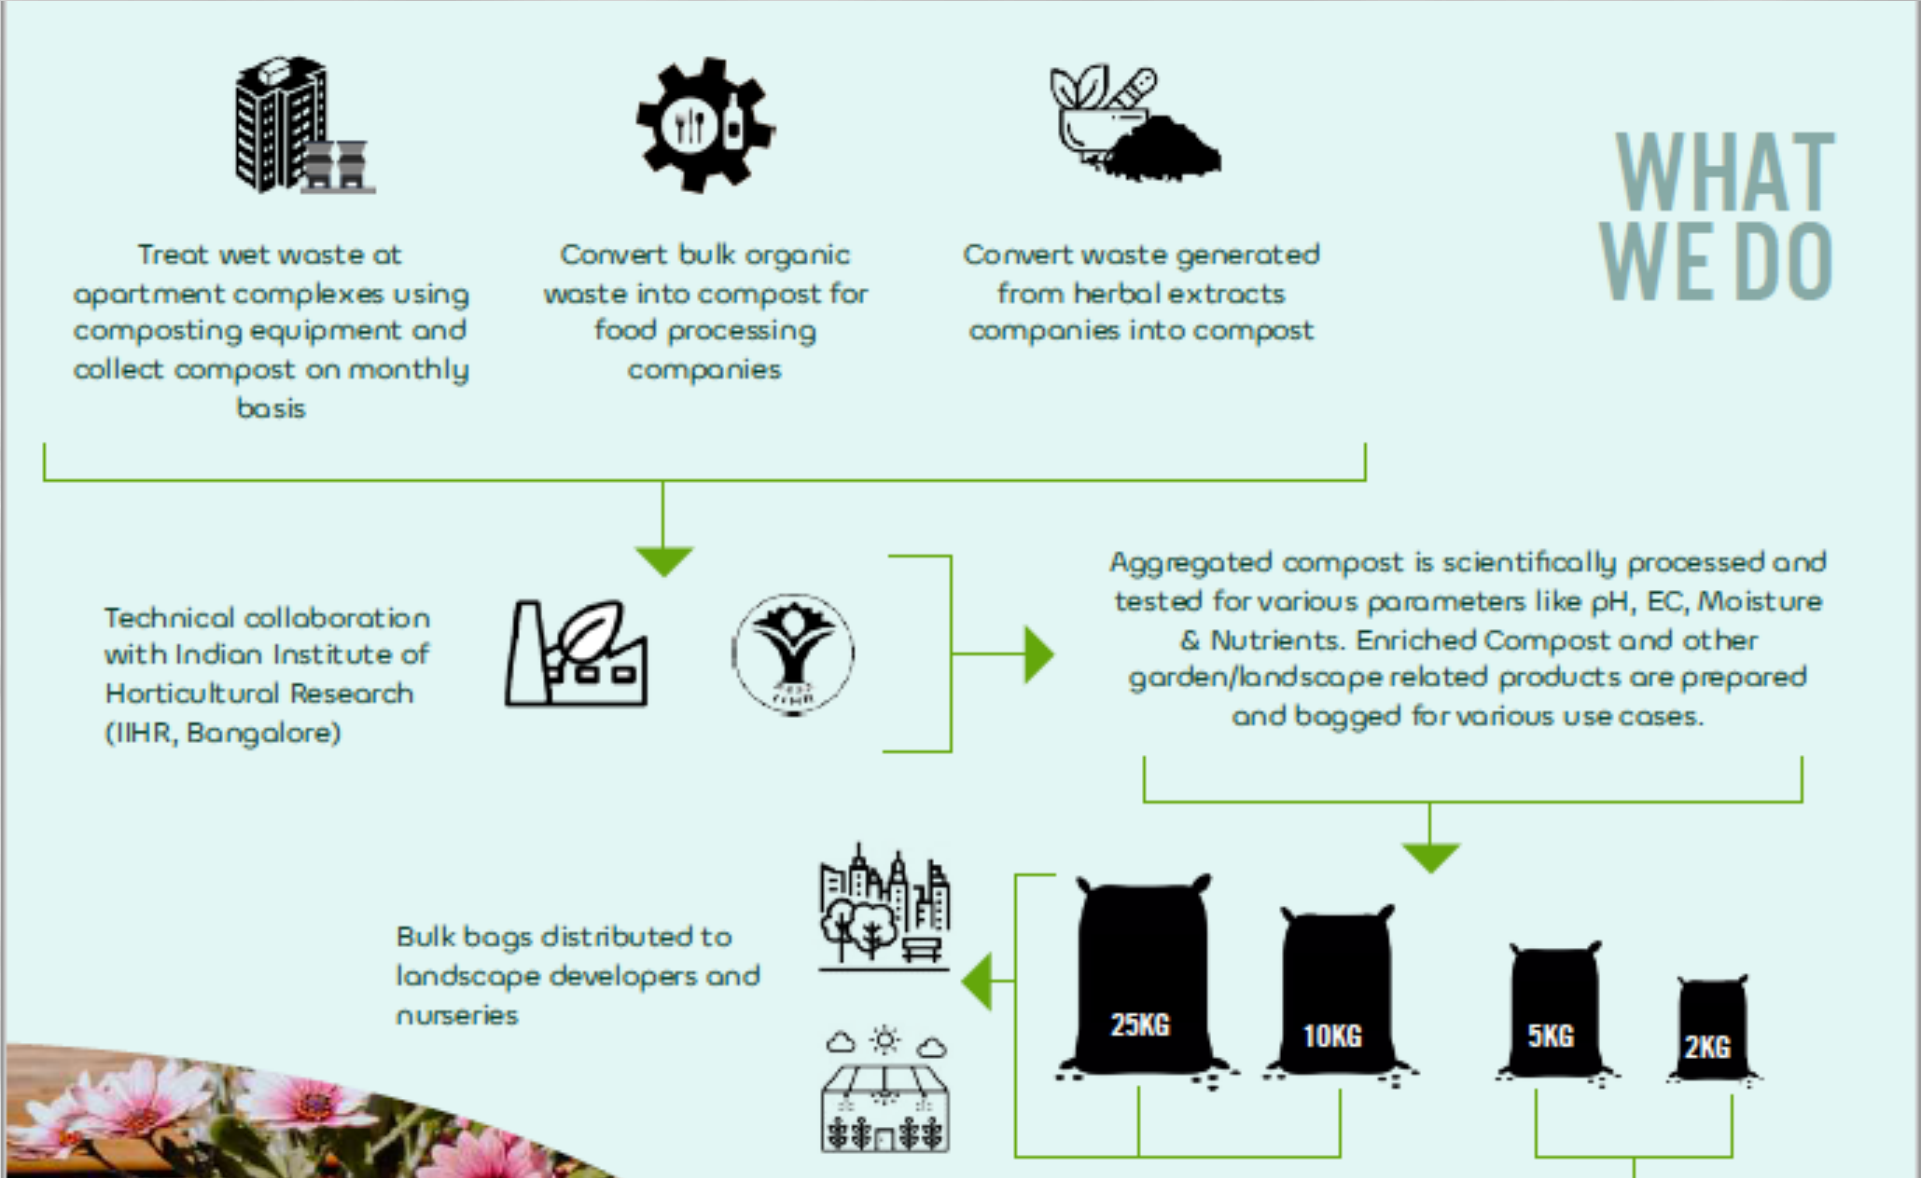 WHAT
WE DO
Treat wet waste at
apartment complexes using
composting equipment and
collect compost on monthly
basis
Convert bulk organic
waste into compost for
food processing
companies
Convert waste generated
from herbal extracts
companies into compost
Technical collaboration
with Indian Institute of
Horticultural Research
(IIHR, Bangalore)
Aggregated compost is scientifically processed and
tested for various parameters like pH, EC, Moisture
& Nutrients. Enriched Compost and other
garden/landscape related products are prepared
and bagged for various use cases.
Bulk bags distributed to
landscape developers and
nurseries
25KG
10KG
5KG
2KG